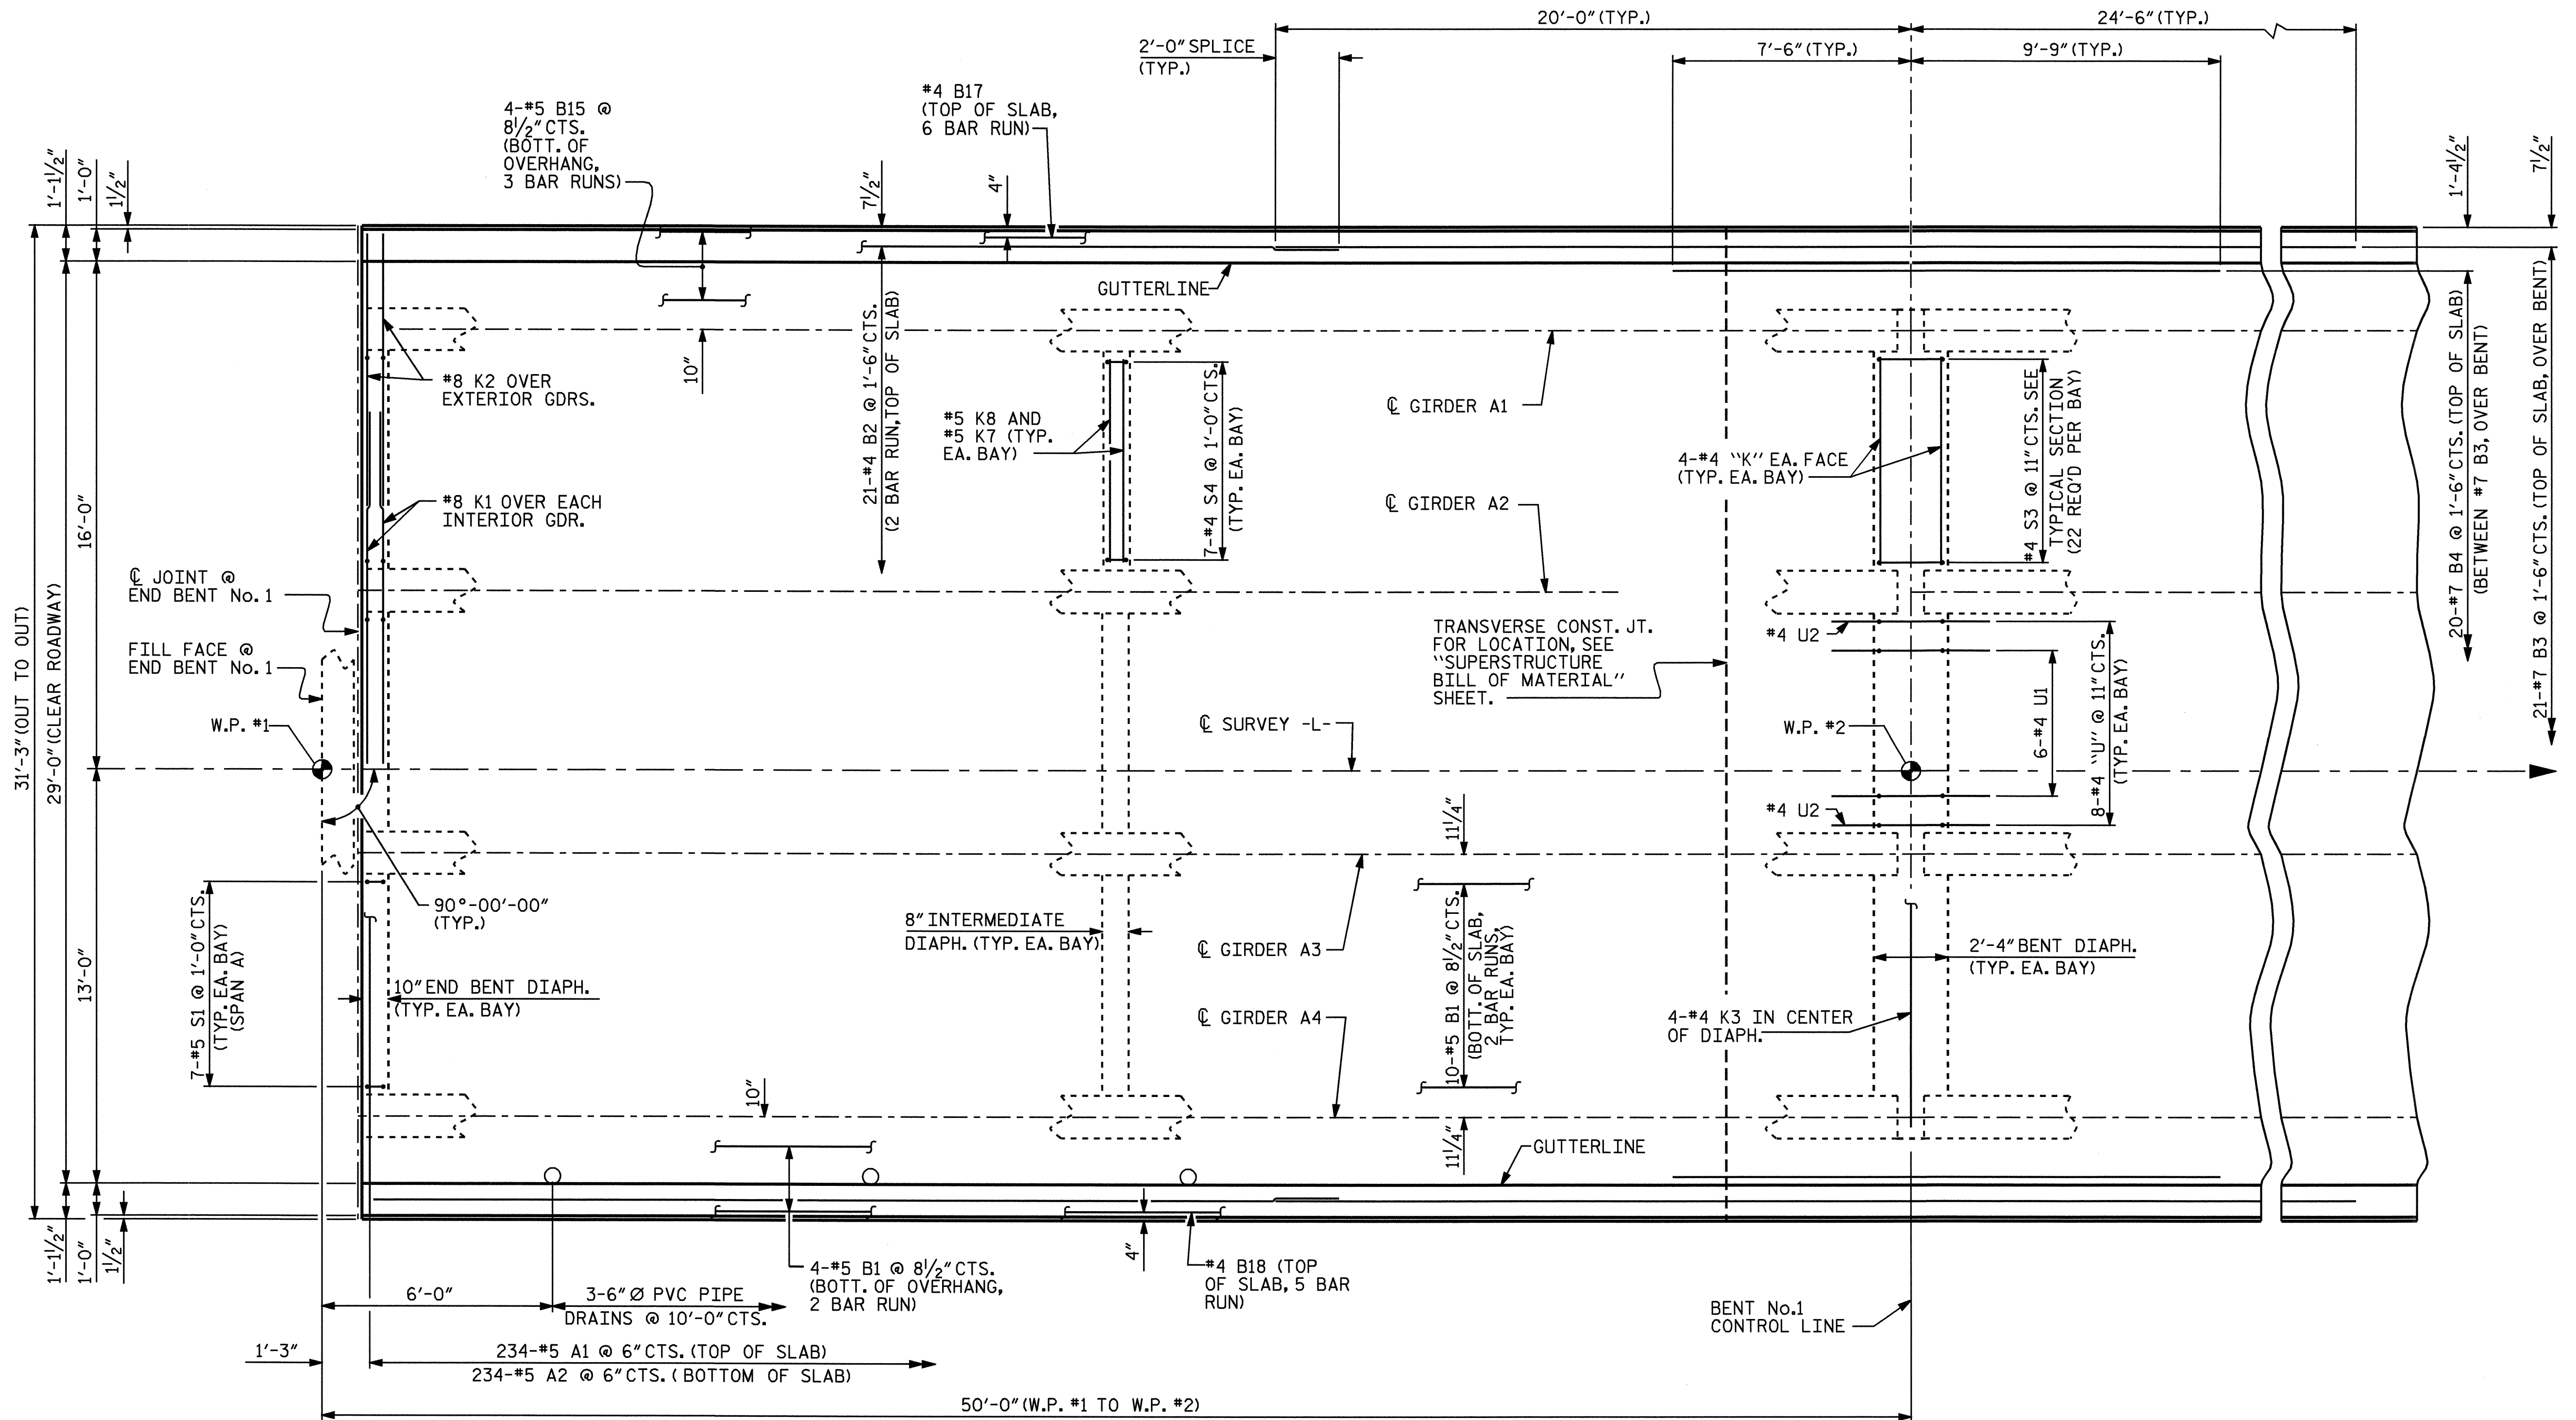 20'-0" (TYP.)
24'-6" (TYP.)
2'-0" SPLICE
(TYP.)
7'-6" (TYP.)
9'-9" (TYP.)
#4 B17
(TOP OF SLAB,
6 BAR RUN)
4-#5 B15 @
8½" CTS.
(BOTT. OF
OVERHANG,
3 BAR RUNS)
1'-1½"
1'-0"
1½"
7½"
4"
1'-4½"
7½"
GUTTERLINE
10"
21-#4 B2 @ 1'-6" CTS.
(2 BAR RUN, TOP OF SLAB)
#8 K2 OVER
EXTERIOR GDRS.
#5 K8 AND
#5 K7 (TYP.
EA. BAY)
7-#4 S4 @ 1'-0" CTS.
(TYP. EA. BAY)
℄ GIRDER A1
4-#4 "K" EA. FACE
(TYP. EA. BAY)
#4 S3 @ 11" CTS. SEE
TYPICAL SECTION
(22 REQ'D PER BAY)
20-#7 B4 @ 1'-6" CTS. (TOP OF SLAB)
(BETWEEN #7 B3, OVER BENT)
21-#7 B3 @ 1'-6" CTS. (TOP OF SLAB, OVER BENT)
#8 K1 OVER EACH
INTERIOR GDR.
℄ GIRDER A2
31'-3" (OUT TO OUT)
29'-0" (CLEAR ROADWAY)
16'-0"
℄ JOINT @
END BENT No. 1
FILL FACE @
END BENT No. 1
W.P. #1
TRANSVERSE CONST. JT.
FOR LOCATION, SEE
"SUPERSTRUCTURE
BILL OF MATERIAL"
SHEET.
#4 U2
6-#4 U1
8-#4 "U" @ 11" CTS.
(TYP. EA. BAY)
℄ SURVEY -L-
W.P. #2
#4 U2
11¼"
13'-0"
7-#5 S1 @ 1'-0" CTS.
(TYP. EA. BAY)
(SPAN A)
90°-00'-00"
(TYP.)
8" INTERMEDIATE
DIAPH. (TYP. EA. BAY)
℄ GIRDER A3
10-#5 B1 @ 8½" CTS.
(BOTT. OF SLAB,
2 BAR RUNS,
TYP. EA. BAY)
2'-4" BENT DIAPH.
(TYP. EA. BAY)
10" END BENT DIAPH.
(TYP. EA. BAY)
℄ GIRDER A4
4-#4 K3 IN CENTER
OF DIAPH.
10"
11¼"
GUTTERLINE
1'-1½"
1'-0"
1½"
4"
4-#5 B1 @ 8½" CTS.
(BOTT. OF OVERHANG,
2 BAR RUN)
#4 B18 (TOP
OF SLAB, 5 BAR
RUN)
6'-0"
3-6" Ø PVC PIPE
DRAINS @ 10'-0" CTS.
BENT No. 1
CONTROL LINE
1'-3"
234-#5 A1 @ 6" CTS. (TOP OF SLAB)
234-#5 A2 @ 6" CTS. (BOTTOM OF SLAB)
50'-0" (W.P. #1 TO W.P. #2)